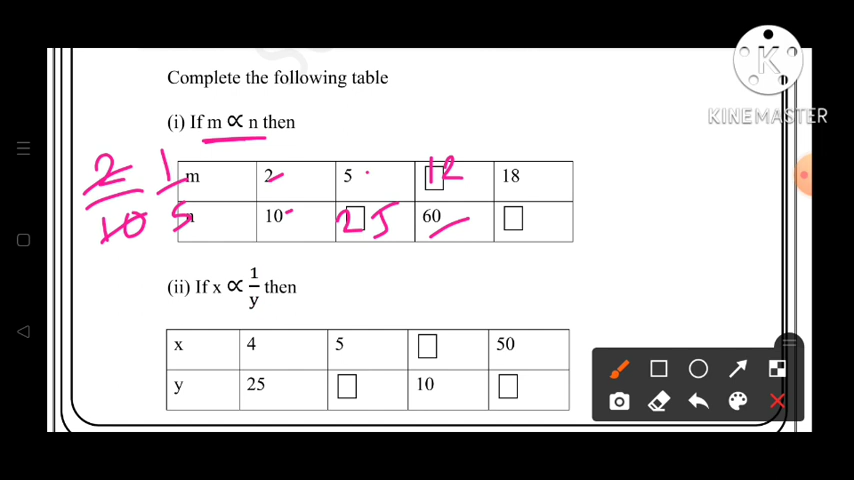 KINEMASTER
Complete the following table
(i) If m ∝ n then
2 1 m 2 5 12 18
10 5 n 10 25 60
(ii) If x ∝ 1/y then
x 4 5 50
y 25 10